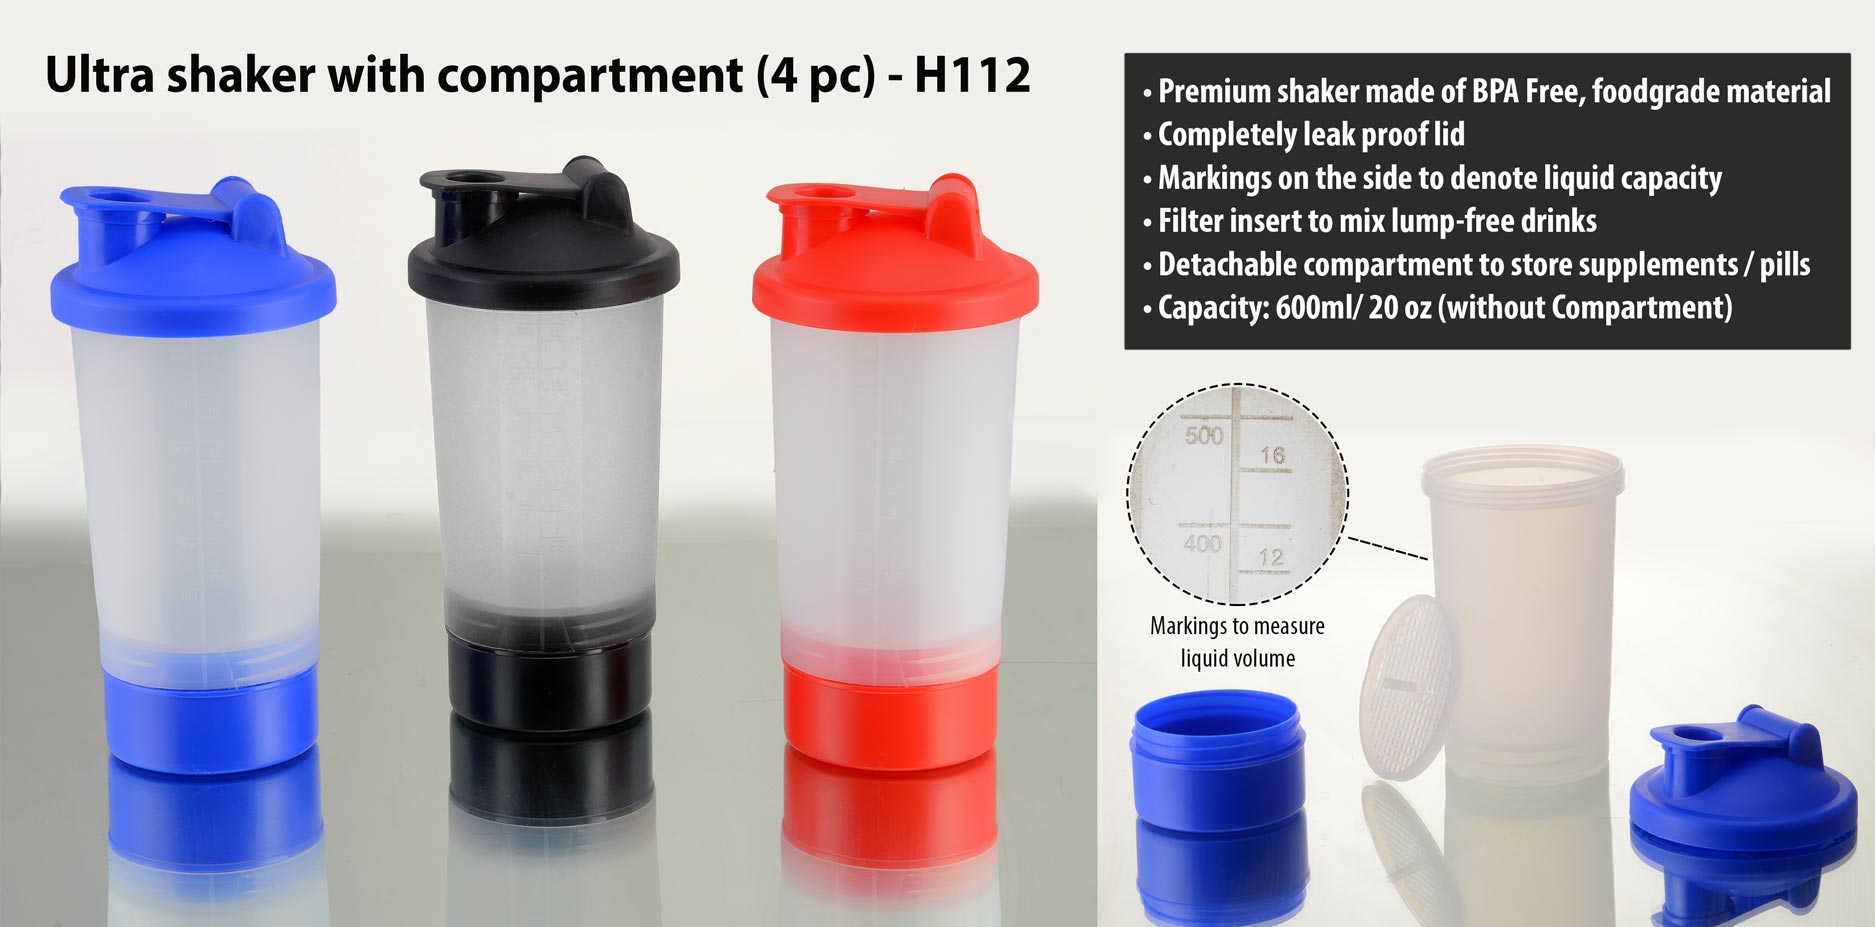 Ultra shaker with compartment (4 pc) - H112
• Premium shaker made of BPA Free, foodgrade material
• Completely leak proof lid
• Markings on the side to denote liquid capacity
• Filter insert to mix lump-free drinks
• Detachable compartment to store supplements / pills
• Capacity: 600ml/ 20 oz (without Compartment)
500
16
400
12
Markings to measure
liquid volume